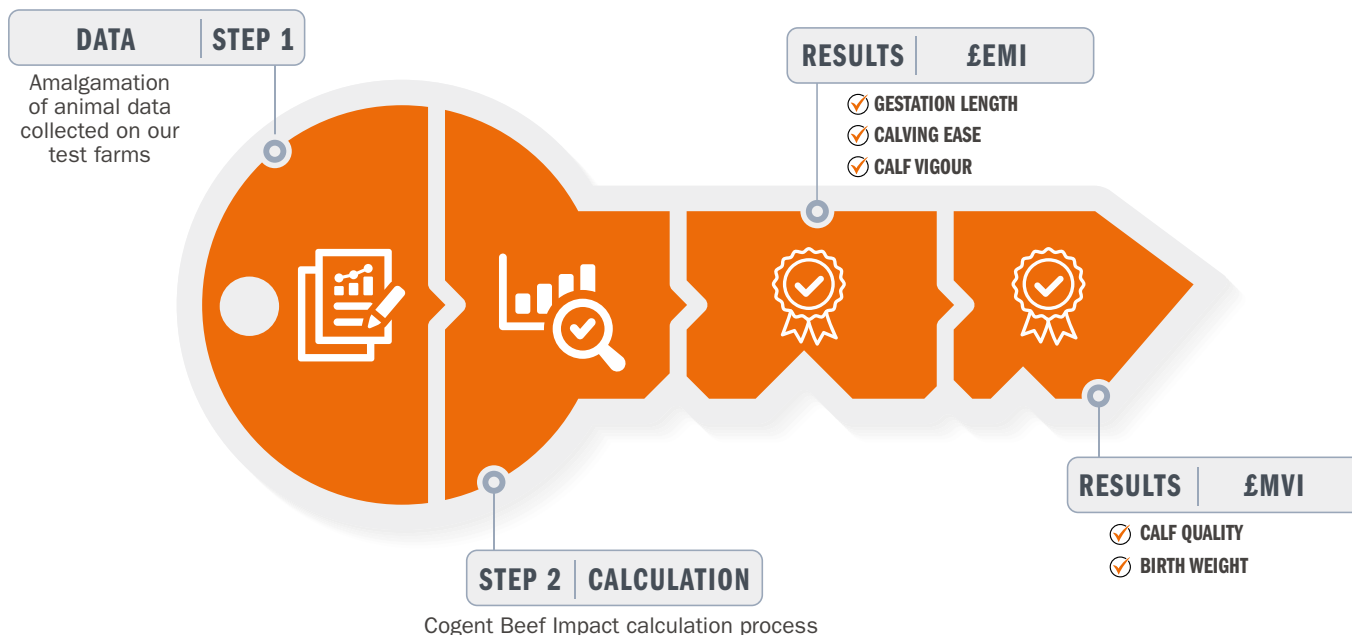 DATA STEP 1
Amalgamation
of animal data
collected on our
test farms
STEP 2 CALCULATION
Cogent Beef Impact calculation process
RESULTS £EMI
GESTATION LENGTH
CALVING EASE
CALF VIGOUR
RESULTS £MVI
CALF QUALITY
BIRTH WEIGHT